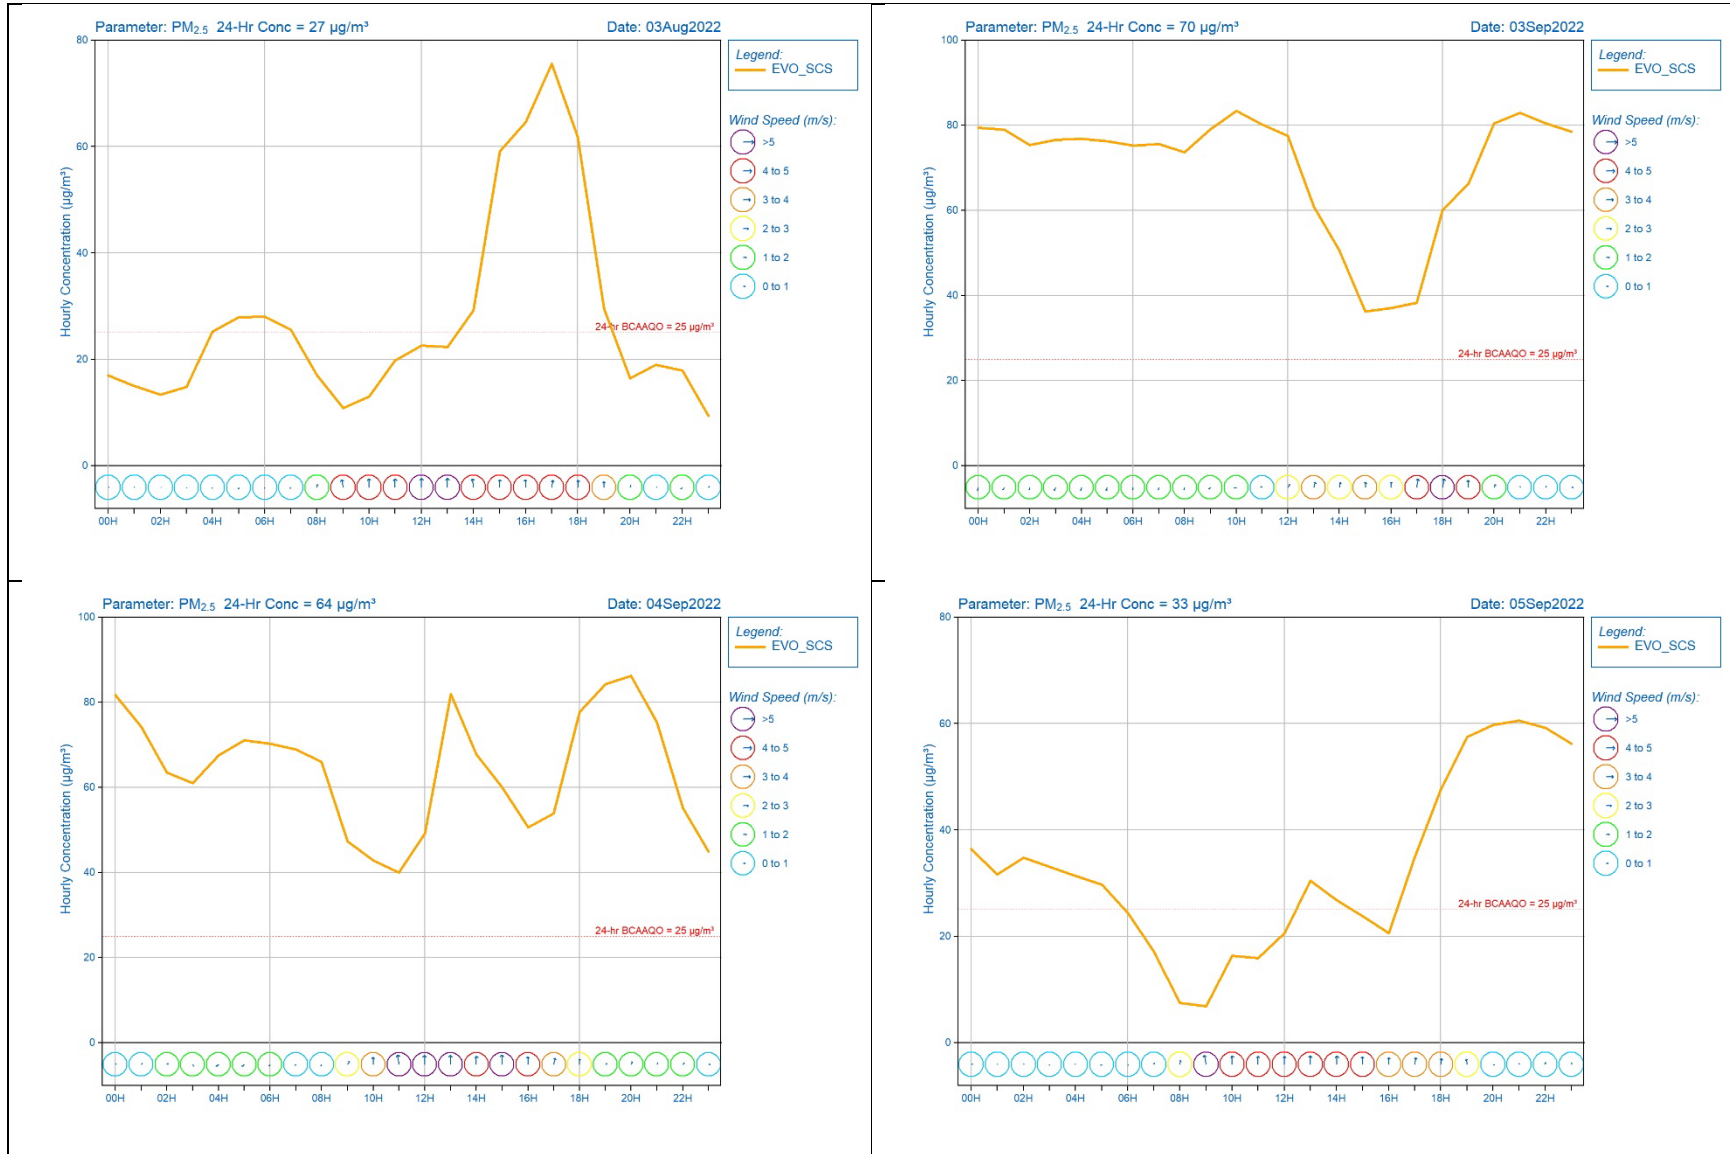 Parameter: PM2.5 24-Hr Conc = 27 µg/m³ Date: 03Aug2022
80
60
40
20
0
Hourly Concentration (µg/m³)
24-hr BCAAQO = 25 µg/m³
00H 02H 04H 06H 08H 10H 12H 14H 16H 18H 20H 22H
Legend:
EVO_SCS
Wind Speed (m/s):
>5
4 to 5
3 to 4
2 to 3
1 to 2
0 to 1
Parameter: PM2.5 24-Hr Conc = 70 µg/m³ Date: 03Sep2022
100
80
60
40
20
0
Hourly Concentration (µg/m³)
24-hr BCAAQO = 25 µg/m³
00H 02H 04H 06H 08H 10H 12H 14H 16H 18H 20H 22H
Legend:
EVO_SCS
Wind Speed (m/s):
>5
4 to 5
3 to 4
2 to 3
1 to 2
0 to 1
Parameter: PM2.5 24-Hr Conc = 64 µg/m³ Date: 04Sep2022
100
80
60
40
20
0
Hourly Concentration (µg/m³)
24-hr BCAAQO = 25 µg/m³
00H 02H 04H 06H 08H 10H 12H 14H 16H 18H 20H 22H
Legend:
EVO_SCS
Wind Speed (m/s):
>5
4 to 5
3 to 4
2 to 3
1 to 2
0 to 1
Parameter: PM2.5 24-Hr Conc = 33 µg/m³ Date: 05Sep2022
80
60
40
20
0
Hourly Concentration (µg/m³)
24-hr BCAAQO = 25 µg/m³
00H 02H 04H 06H 08H 10H 12H 14H 16H 18H 20H 22H
Legend:
EVO_SCS
Wind Speed (m/s):
>5
4 to 5
3 to 4
2 to 3
1 to 2
0 to 1